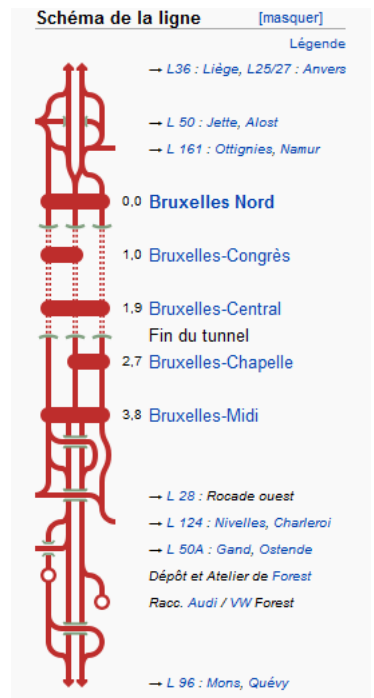 Schéma de la ligne [masquer]
Légende
→ L36 : Liège, L25/27 : Anvers
→ L 50 : Jette, Alost
→ L 161 : Ottignies, Namur
0,0 Bruxelles Nord
1,0 Bruxelles-Congrès
1,9 Bruxelles-Central
Fin du tunnel
2,7 Bruxelles-Chapelle
3,8 Bruxelles-Midi
→ L 28 : Rocade ouest
→ L 124 : Nivelles, Charleroi
→ L 50A : Gand, Ostende
Dépôt et Atelier de Forest
Racc. Audi / VW Forest
→ L 96 : Mons, Quévy